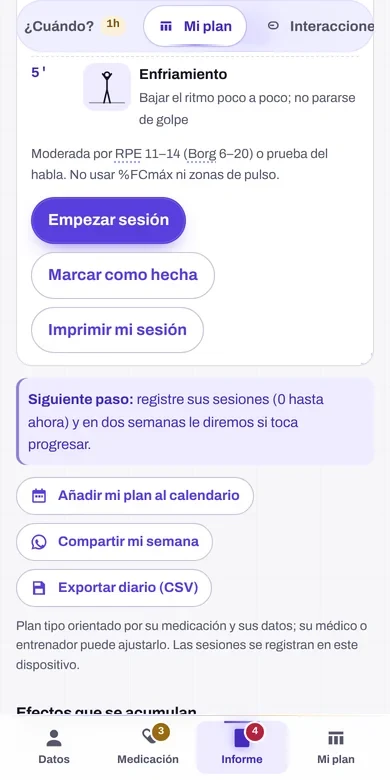 ¿Cuándo? 1h Mi plan Interaccione
5'
Enfriamiento
Bajar el ritmo poco a poco; no pararse
de golpe
Moderada por RPE 11–14 (Borg 6–20) o prueba del
habla. No usar %FCmáx ni zonas de pulso.
Empezar sesión
Marcar como hecha
Imprimir mi sesión
Siguiente paso: registre sus sesiones (0 hasta
ahora) y en dos semanas le diremos si toca
progresar.
Añadir mi plan al calendario
Compartir mi semana
Exportar diario (CSV)
Plan tipo orientado por su medicación y sus datos; su médico o
entrenador puede ajustarlo. Las sesiones se registran en este
dispositivo.
Efectos que se acumulan
3 4
Datos Medicación Informe Mi plan